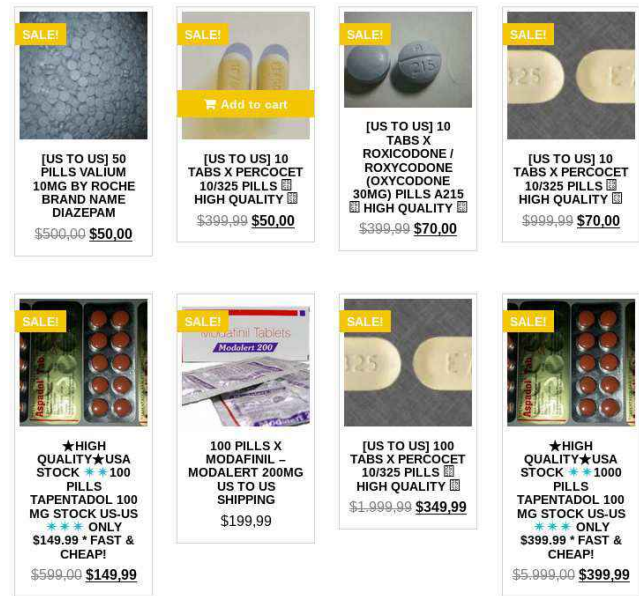 SALE!
[US TO US] 50
PILLS VALIUM
10MG BY ROCHE
BRAND NAME
DIAZEPAM
$500,00 $50,00
SALE!
Add to cart
[US TO US] 10
TABS X PERCOCET
10/325 PILLS
HIGH QUALITY
$399,99 $50,00
SALE!
215
[US TO US] 10
TABS X
ROXICODONE /
ROXYCODONE
(OXYCODONE
30MG) PILLS A215
HIGH QUALITY
$399,99 $70,00
SALE!
325
[US TO US] 10
TABS X PERCOCET
10/325 PILLS
HIGH QUALITY
$999,99 $70,00
SALE!
Aspadol Tab
★HIGH
QUALITY★USA
STOCK ✴✴100
PILLS
TAPENTADOL 100
MG STOCK US-US
✴✴✴ ONLY
$149.99 * FAST &
CHEAP!
$599,00 $149,99
SALE!
Modafinil Tablets
Modalert 200
100 PILLS X
MODAFINIL –
MODALERT 200MG
US TO US
SHIPPING
$199,99
SALE!
325
[US TO US] 100
TABS X PERCOCET
10/325 PILLS
HIGH QUALITY
$1.999,99 $349,99
SALE!
Aspadol Tab
★HIGH
QUALITY★USA
STOCK ✴✴1000
PILLS
TAPENTADOL 100
MG STOCK US-US
✴✴✴ ONLY
$399.99 * FAST &
CHEAP!
$5.999,00 $399,99